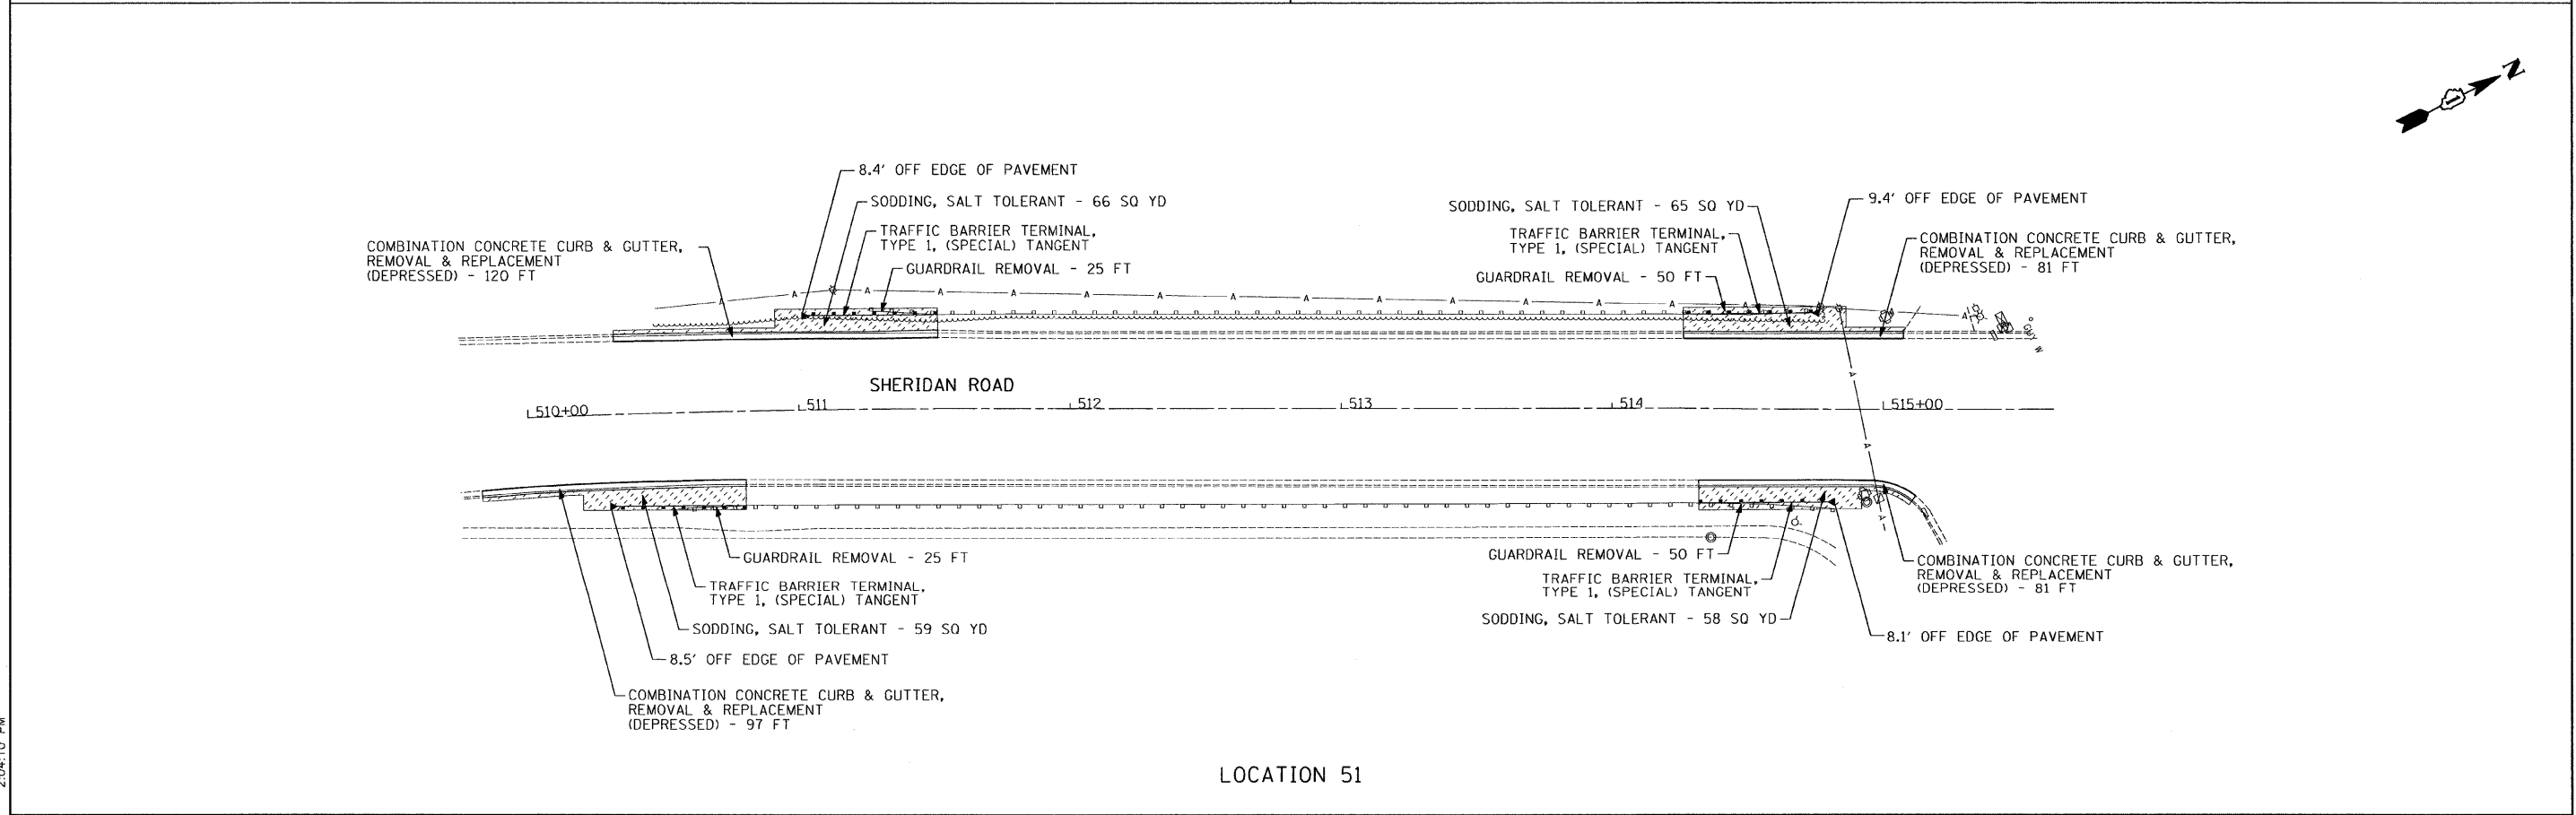 N
8.4' OFF EDGE OF PAVEMENT
SODDING, SALT TOLERANT - 66 SQ YD
TRAFFIC BARRIER TERMINAL,
TYPE 1, (SPECIAL) TANGENT
GUARDRAIL REMOVAL - 25 FT
COMBINATION CONCRETE CURB & GUTTER,
REMOVAL & REPLACEMENT
(DEPRESSED) - 120 FT
SODDING, SALT TOLERANT - 65 SQ YD
TRAFFIC BARRIER TERMINAL,
TYPE 1, (SPECIAL) TANGENT
GUARDRAIL REMOVAL - 50 FT
9.4' OFF EDGE OF PAVEMENT
COMBINATION CONCRETE CURB & GUTTER,
REMOVAL & REPLACEMENT
(DEPRESSED) - 81 FT
A A A A A A A A A A A A A A A
GUY W
SHERIDAN ROAD
510+00 511 512 513 514 515+00
A
A
A
GUARDRAIL REMOVAL - 25 FT
TRAFFIC BARRIER TERMINAL,
TYPE 1, (SPECIAL) TANGENT
SODDING, SALT TOLERANT - 59 SQ YD
8.5' OFF EDGE OF PAVEMENT
COMBINATION CONCRETE CURB & GUTTER,
REMOVAL & REPLACEMENT
(DEPRESSED) - 97 FT
GUARDRAIL REMOVAL - 50 FT
TRAFFIC BARRIER TERMINAL,
TYPE 1, (SPECIAL) TANGENT
SODDING, SALT TOLERANT - 58 SQ YD
COMBINATION CONCRETE CURB & GUTTER,
REMOVAL & REPLACEMENT
(DEPRESSED) - 81 FT
8.1' OFF EDGE OF PAVEMENT
LOCATION 51